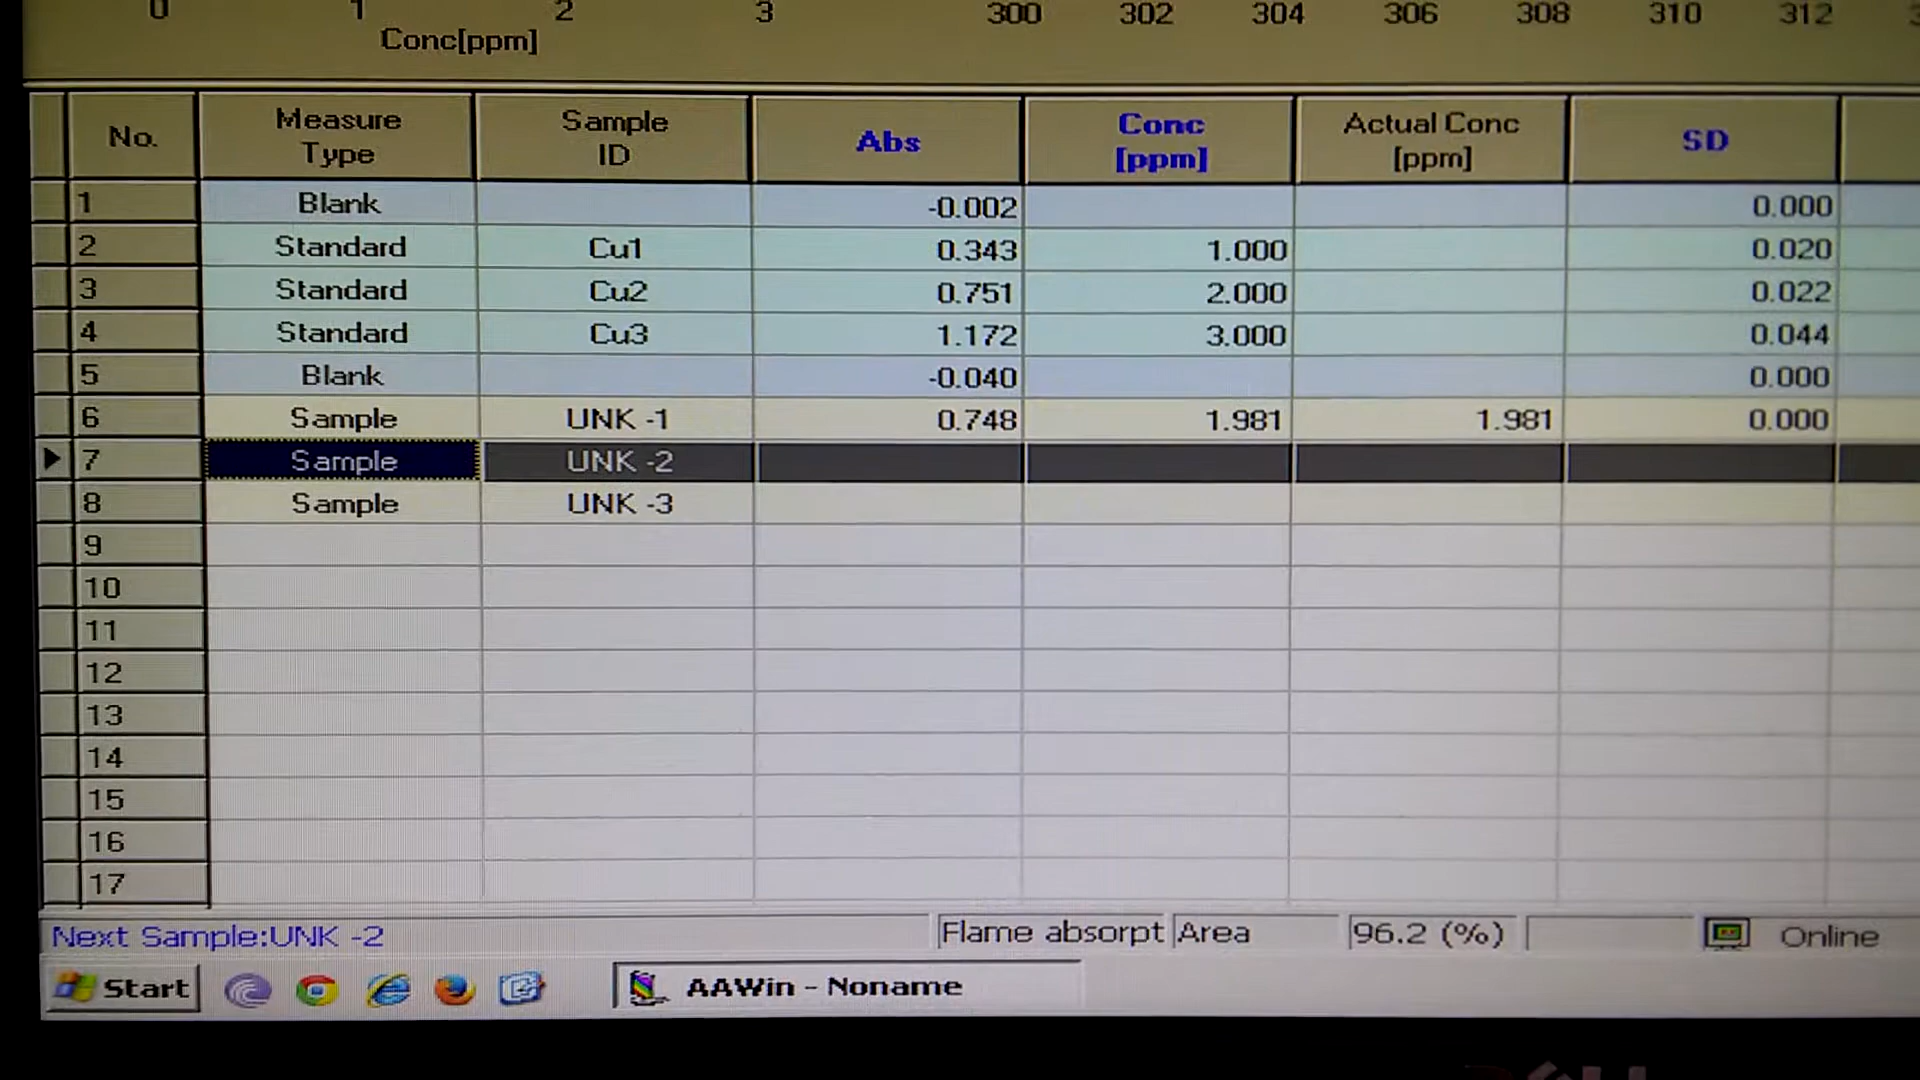 0 1 2 3 300 302 304 306 308 310 312
Conc[ppm]
No. Measure Type Sample ID Abs Conc [ppm] Actual Conc [ppm] SD
1 Blank -0.002 0.000
2 Standard Cu1 0.343 1.000 0.020
3 Standard Cu2 0.751 2.000 0.022
4 Standard Cu3 1.172 3.000 0.044
5 Blank -0.040 0.000
6 Sample UNK -1 0.748 1.981 1.981 0.000
7 Sample UNK -2
8 Sample UNK -3
9
10
11
12
13
14
15
16
17
Next Sample:UNK -2 Flame absorpt Area 96.2 (%) Online
Start AAWin - Noname